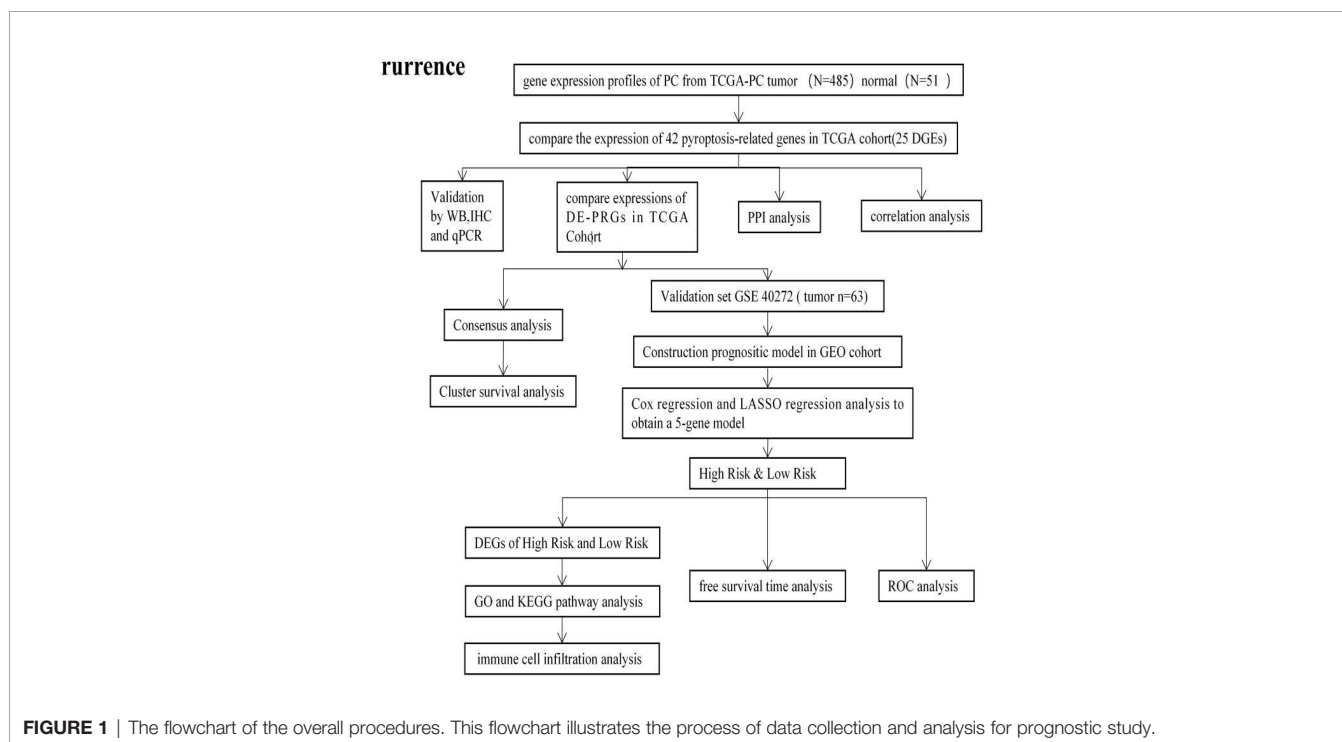 rurrence
gene expression profiles of PC from TCGA-PC tumor （N=485）normal（N=51 ）
compare the expression of 42 pyroptosis-related genes in TCGA cohort(25 DGEs)
Validation
by WB,IHC
and qPCR
compare expressions of
DE-PRGs in TCGA
Cohort
PPI analysis
correlation analysis
Validation set GSE 40272 ( tumor n=63)
Consensus analysis
Construction prognositic model in GEO cohort
Cluster survival analysis
Cox regression and LASSO regression analysis to
obtain a 5-gene model
High Risk & Low Risk
DEGs of High Risk and Low Risk
free survival time analysis
ROC analysis
GO and KEGG pathway analysis
immune cell infiltration analysis
FIGURE 1 | The flowchart of the overall procedures. This flowchart illustrates the process of data collection and analysis for prognostic study.